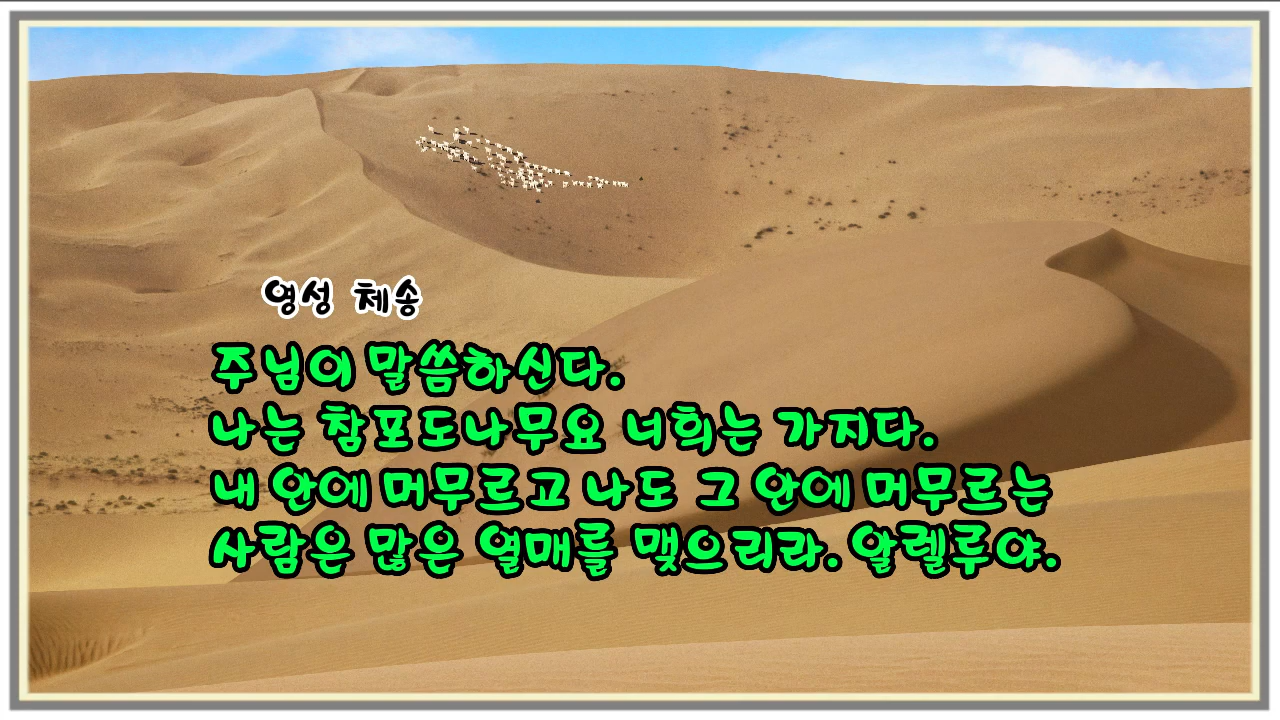 영성 체송
주님이 말씀하신다.
나는 참포도나무요 너희는 가지다.
내 안에 머무르고 나도 그 안에 머무르는
사람은 많은 열매를 맺으리라. 알렐루야.